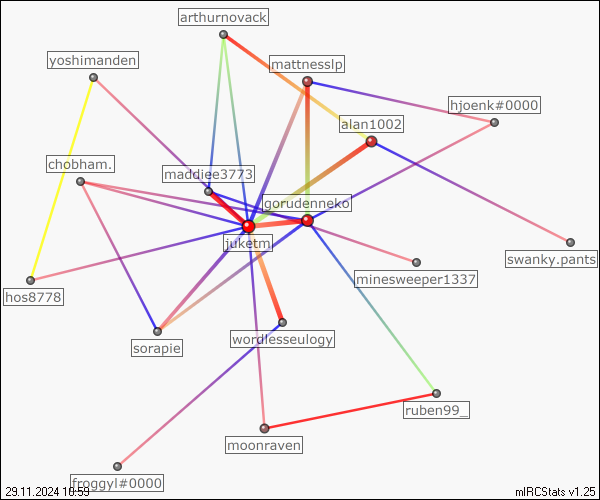 arthurnovack
yoshimanden
mattnesslp
hjoenk#0000
alan1002
chobham.
maddiee3773
gorudenneko
juketm
swanky.pants
minesweeper1337
hos8778
wordlesseulogy
sorapie
ruben99_
moonraven
froggyl#0000
29.11.2024 10:59
mIRCStats v1.25